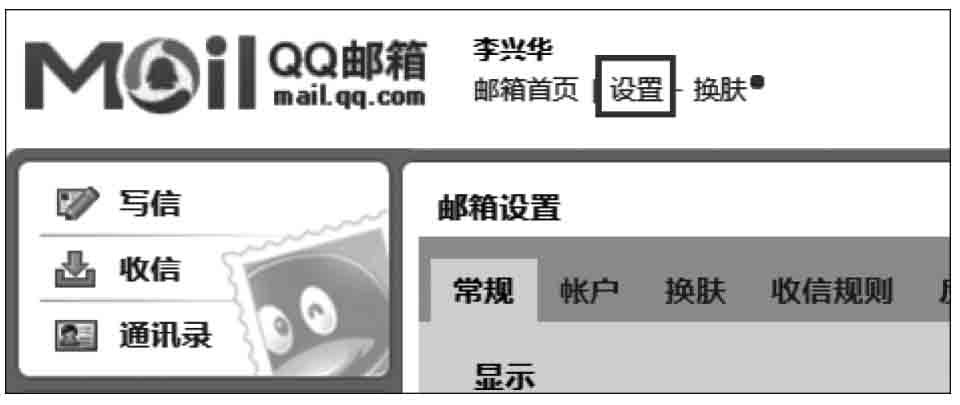 MOil QQ邮箱
mail.qq.com
李兴华
邮箱首页 | 设置 - 换肤
写信
收信
通讯录
邮箱设置
常规 帐户 换肤 收信规则
显示